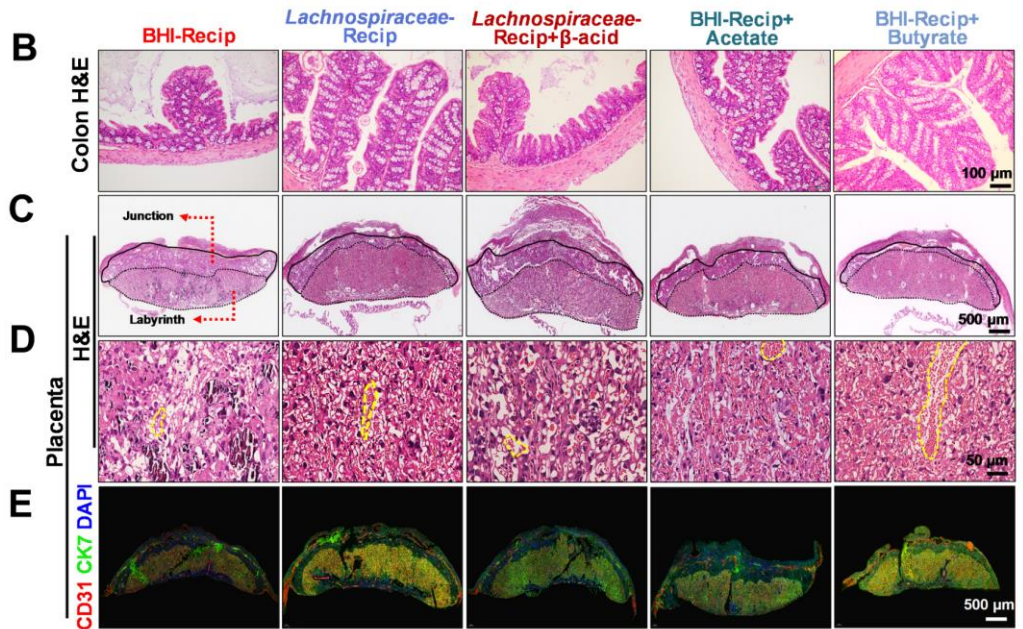 B
BHI-Recip
Lachnospiraceae-
Recip
Lachnospiraceae-
Recip+β-acid
BHI-Recip+
Acetate
BHI-Recip+
Butyrate
Colon H&E
100 μm
C
Junction
Labyrinth
500 μm
D
H&E
Placenta
50 μm
E
CD31 CK7 DAPI
500 μm